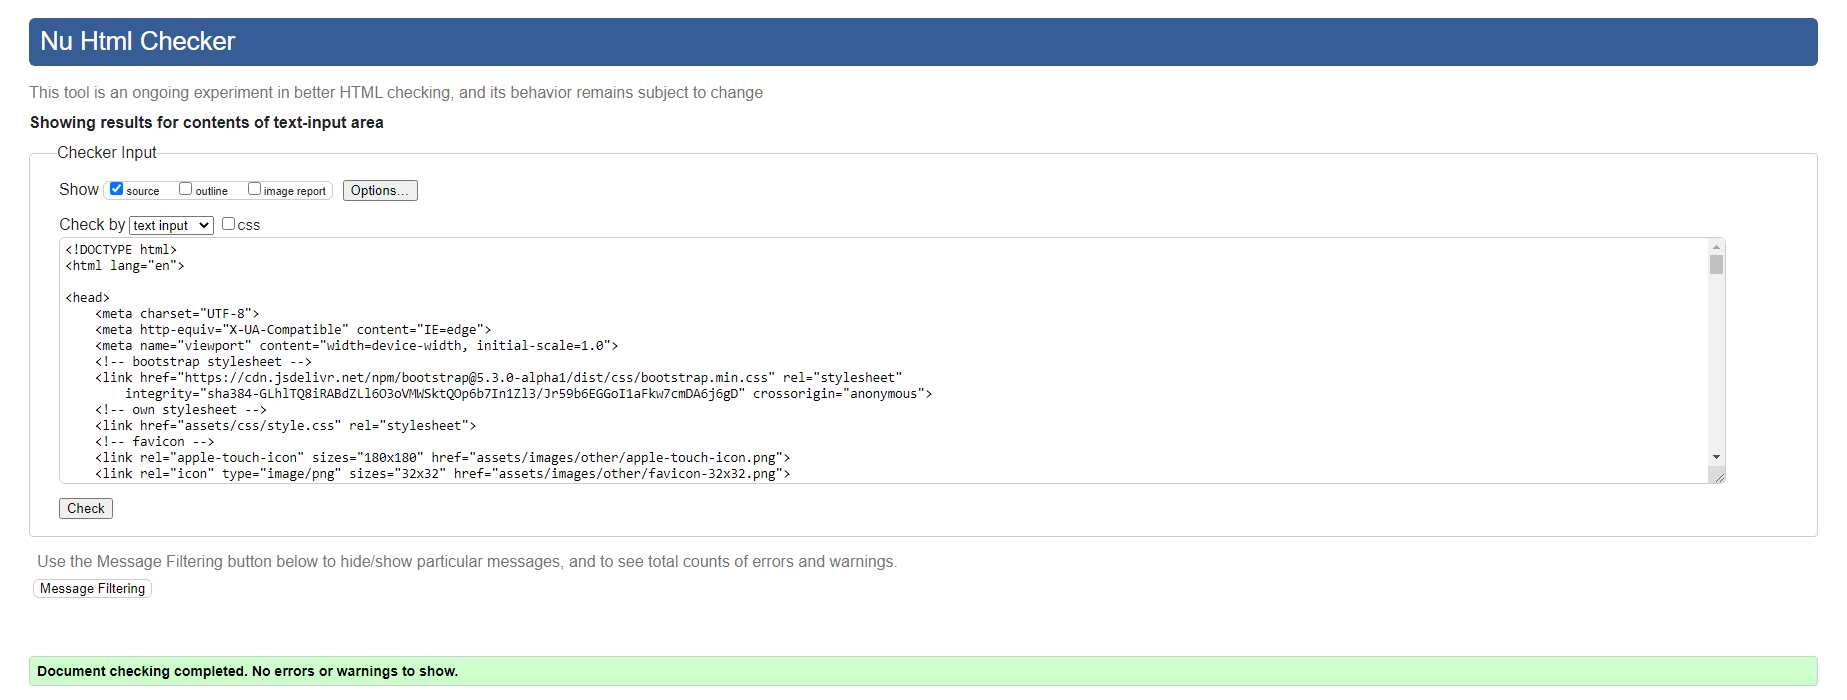 Nu Html Checker
This tool is an ongoing experiment in better HTML checking, and its behavior remains subject to change
Showing results for contents of text-input area
Checker Input
Show source outline image report Options...
Check by text input css
<!DOCTYPE html>
<html lang="en">
<head>
<meta charset="UTF-8">
<meta http-equiv="X-UA-Compatible" content="IE=edge">
<meta name="viewport" content="width=device-width, initial-scale=1.0">
<!-- bootstrap stylesheet -->
<link href="https://cdn.jsdelivr.net/npm/bootstrap@5.3.0-alpha1/dist/css/bootstrap.min.css" rel="stylesheet"
integrity="sha384-GLhlTQ8iRABdZLl6O3oVMWSktQOp6b7In1Zl3/Jr59b6EGGoI1aFkw7cmDA6j6gD" crossorigin="anonymous">
<!-- own stylesheet -->
<link href="assets/css/style.css" rel="stylesheet">
<!-- favicon -->
<link rel="apple-touch-icon" sizes="180x180" href="assets/images/other/apple-touch-icon.png">
<link rel="icon" type="image/png" sizes="32x32" href="assets/images/other/favicon-32x32.png">
Check
Use the Message Filtering button below to hide/show particular messages, and to see total counts of errors and warnings.
Message Filtering
Document checking completed. No errors or warnings to show.